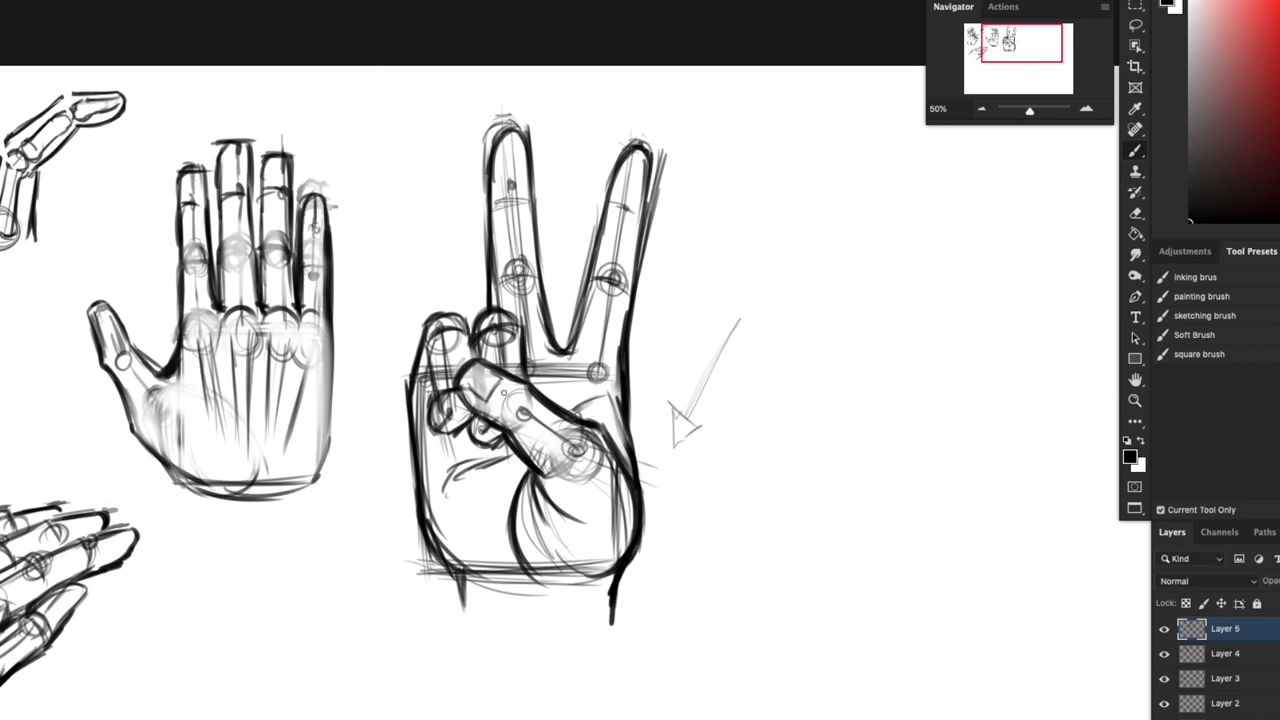 Navigator Actions
50%
Adjustments Tool Presets
inking brus
painting brush
sketching brush
Soft Brush
square brush
Current Tool Only
Layers Channels Paths
Kind
Normal Opa
Lock:
Layer 5
Layer 4
Layer 3
Layer 2